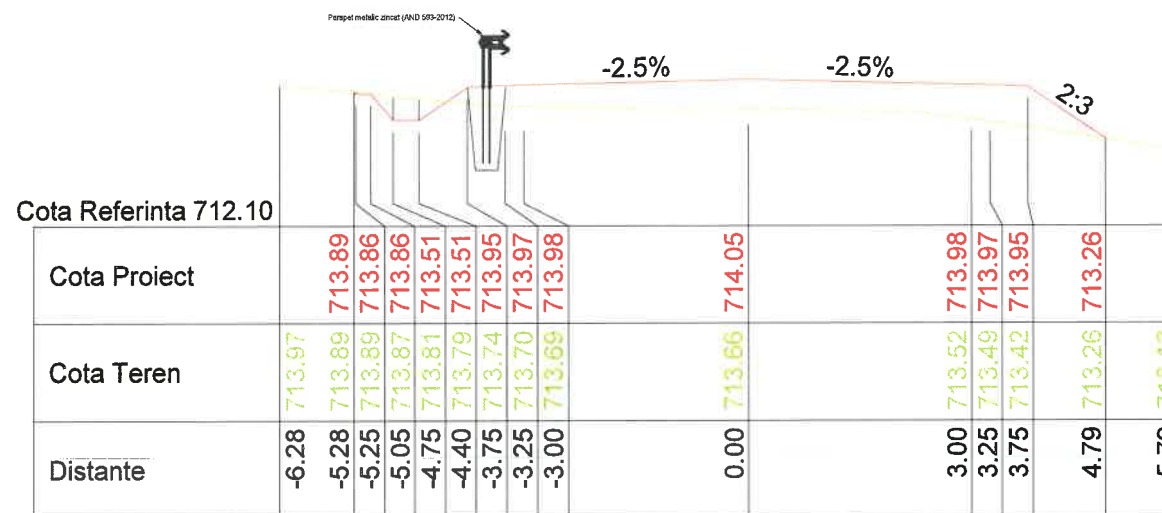 Parapet metalic zincat (AND 593-2012)
-2.5% -2.5% 2:3
Cota Referinta 712.10
Cota Proiect 713.89 713.86 713.86 713.51 713.51 713.95 713.97 713.98 714.05 713.98 713.97 713.95 713.26
Cota Teren 713.97 713.89 713.89 713.87 713.81 713.79 713.74 713.70 713.69 713.66 713.52 713.49 713.42 713.26
Distante -6.28 -5.28 -5.25 -5.05 -4.75 -4.40 -3.75 -3.25 -3.00 0.00 3.00 3.25 3.75 4.79